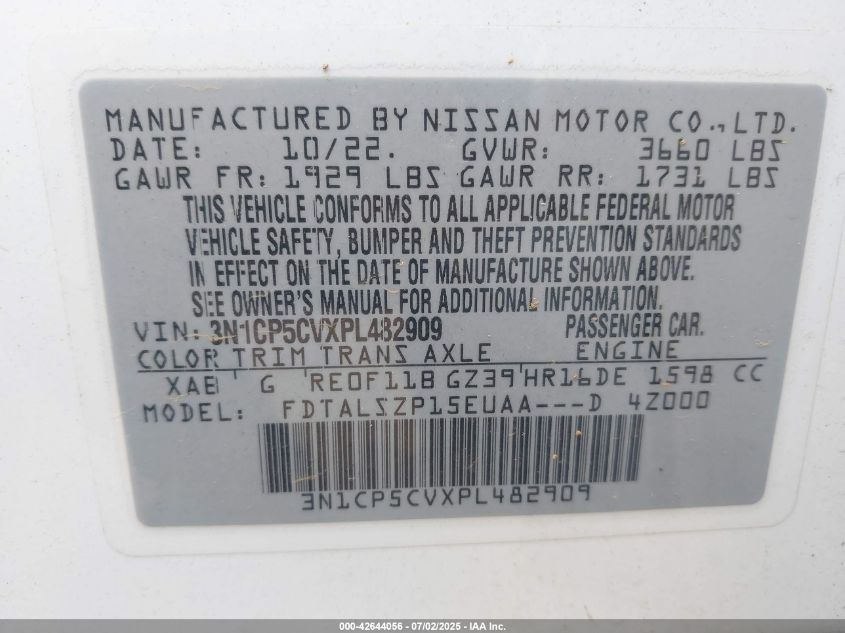 MANUFACTURED BY NISSAN MOTOR CO.,LTD.
DATE: 10/22. GVWR: 3660 LBS
GAWR FR: 1929 LBS GAWR RR: 1731 LBS
THIS VEHICLE CONFORMS TO ALL APPLICABLE FEDERAL MOTOR
VEHICLE SAFETY, BUMPER AND THEFT PREVENTION STANDARDS
IN EFFECT ON THE DATE OF MANUFACTURE SHOWN ABOVE.
SEE OWNER'S MANUAL FOR ADDITIONAL INFORMATION.
VIN: 3N1CP5CVXPL482909 PASSENGER CAR.
COLOR TRIM TRANS AXLE ENGINE
XAB G RE0F11B GZ39 HR16DE 1598 CC
MODEL: FDTALSZP15EUAA---D 4Z000
3N1CP5CVXPL482909
000-42644056 - 07/02/2025 - IAA Inc.